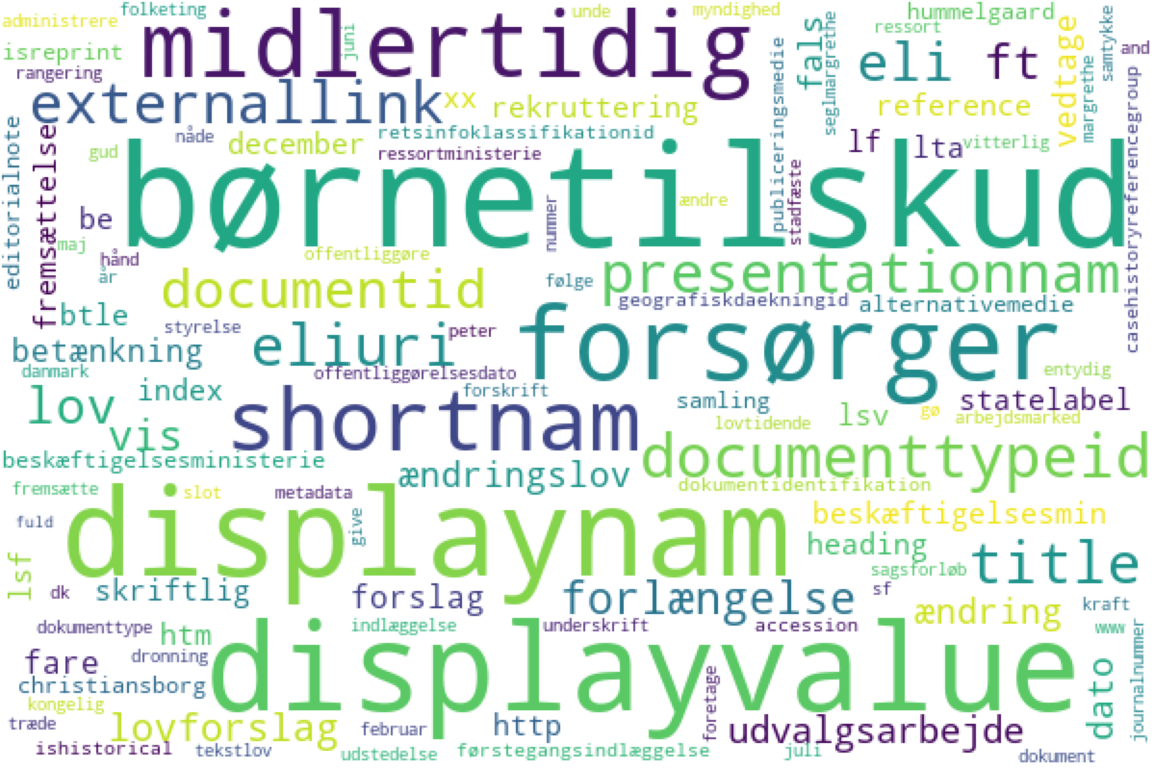 administrere
folketing
midlertidig
juni
unde
myndighed
hummelgaard
ressort
isreprint
rangering
externallink
xx
rekruttering
publiceringsmedie
fals
seglmargrethe
eli
ft
vedtage
margrethe
samtykke
and
reference
editorialnote
fremsættelse
nåde
december
retsinfoklassifikationid
ressortministerie
gud
lf
lta
vitterlig
børnetilskud
be
maj
hånd
år
nummer
ændre
stadfæste
casehistoryreferencegroup
offentliggøre
følge
presentationnam
documentid
geografiskdaekningid
alternativemedie
btle
styrelse
eliuri
peter
forsørger
betænkning
danmark
offentliggørelsesdato
entydig
index
forskrift
lov
vis
shortnam
samling
lsv
gø
statelabel
lovtidende
arbejdsmarked
beskæftigelsesministerie
ændringslov
documenttypeid
fremsætte
slot
metadata
dokumentidentifikation
fuld
displaynam
give
beskæftigelsesmin
heading
lsf
dk
skriftlig
forslag
forlængelse
sagsforløb
sf
title
ændring
kraft
dokumenttype
htm
indlæggelse
underskrift
accession
www
fare
dronning
displayvalue
christiansborg
foretage
dato
journalnummer
kongelig
træde
lovforslag
februar
http
udvalgsarbejde
ishistorical
tekstlov
udstedelse
førstegangsindlæggelse
juli
dokument